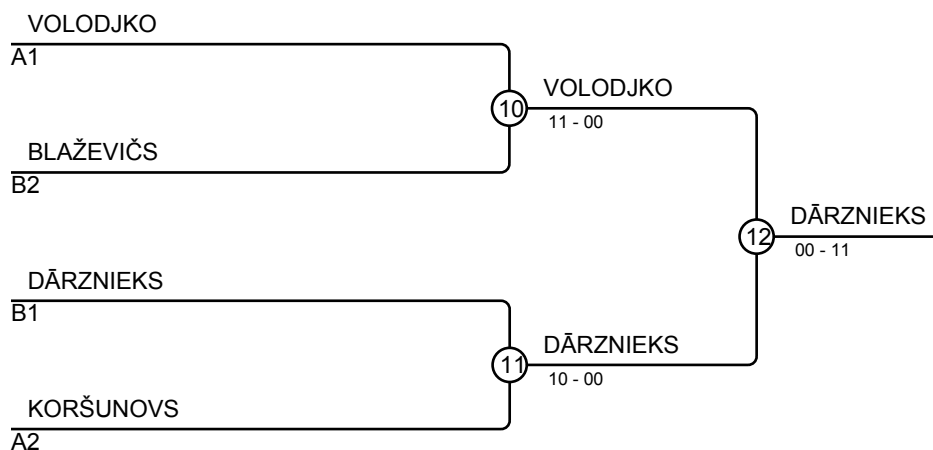 VOLODJKO
A1
10
VOLODJKO
11 - 00
BLAŽEVIČS
B2
12
DĀRZNIEKS
00 - 11
DĀRZNIEKS
B1
11
DĀRZNIEKS
10 - 00
KORŠUNOVS
A2